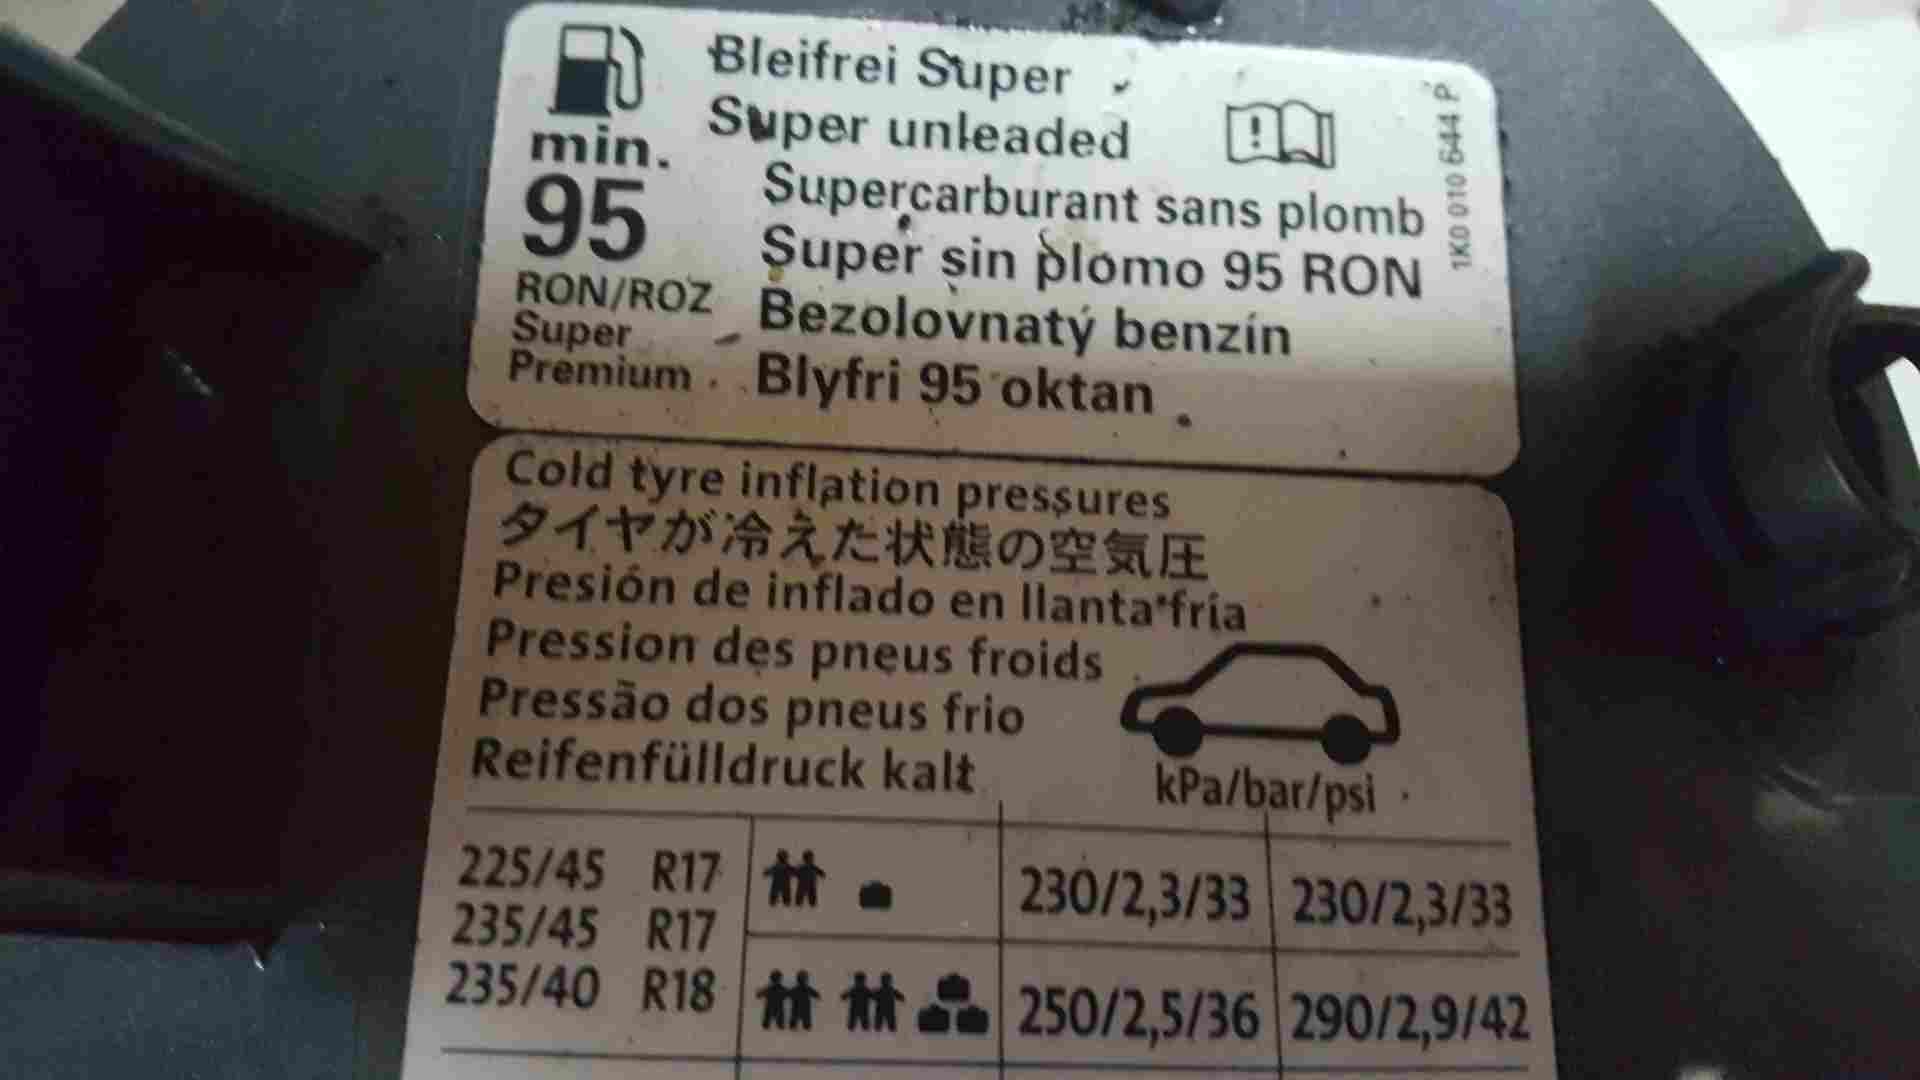 Bleifrei Super
Super unleaded
Supercarburant sans plomb
Super sin plomo 95 RON
Bezolovnatý benzín
Blyfri 95 oktan
min.
95
RON/ROZ
Super
Premium
1K0 010 644 P
Cold tyre inflation pressures
タイヤが冷えた状態の空気圧
Presión de inflado en llanta fría
Pression des pneus froids
Pressão dos pneus frio
Reifenfülldruck kalt
kPa/bar/psi
225/45 R17
235/45 R17
235/40 R18
230/2,3/33 230/2,3/33
250/2,5/36 290/2,9/42